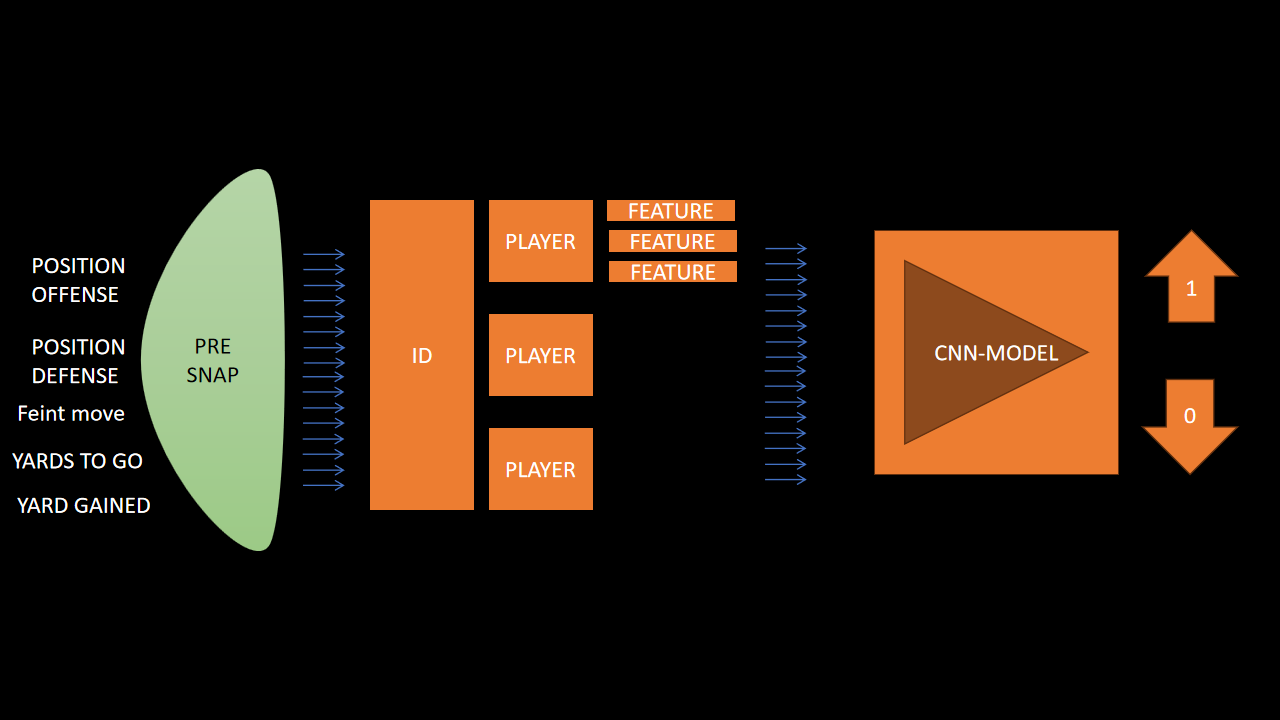 POSITION
OFFENSE
POSITION
DEFENSE
Feint move
YARDS TO GO
YARD GAINED
PRE
SNAP
ID
PLAYER
PLAYER
PLAYER
FEATURE
FEATURE
FEATURE
CNN-MODEL
1
0